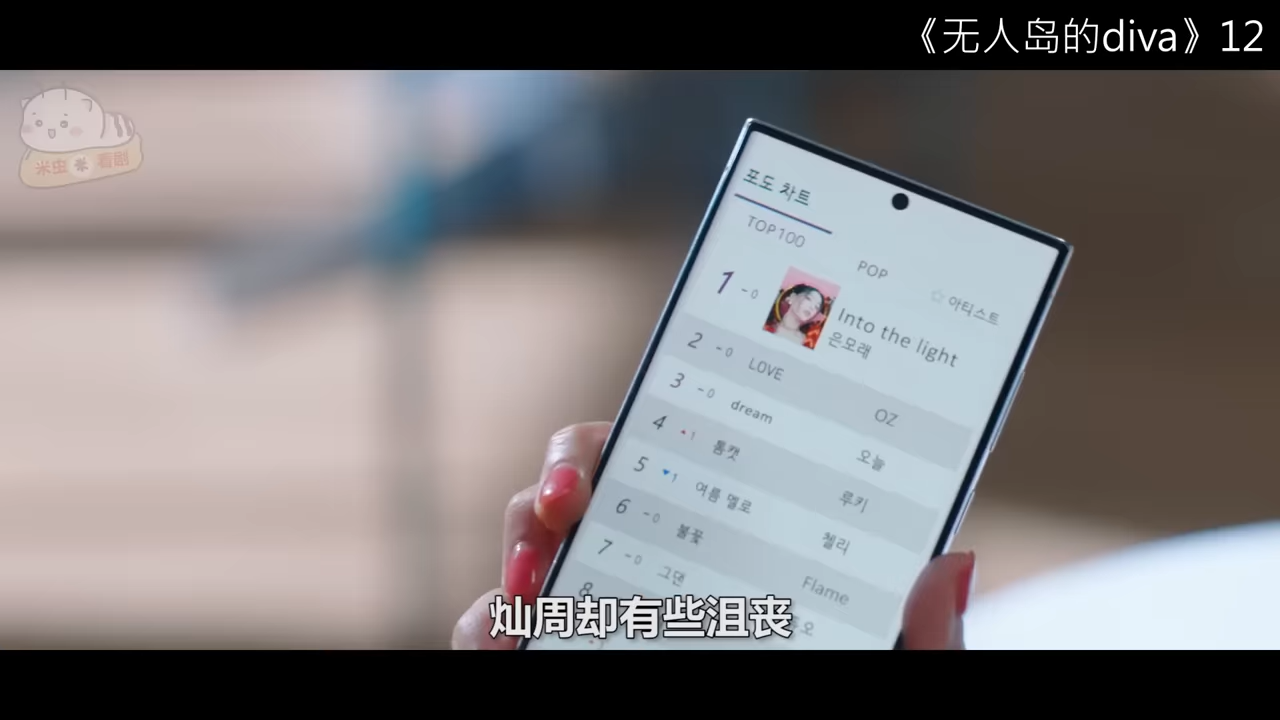 《无人岛的diva》12
米虫 米 看剧
포도 차트
TOP100
POP
☆ 아티스트
1 - 0 Into the light
은모래
2 - 0 LOVE OZ
3 - 0 dream 오늘
4 ▲ 1 톰캣 루키
5 ▼ 1 여름 멜로 첼리
6 - 0 불꽃 Flame
7 - 0 그댄
8
灿周却有些沮丧